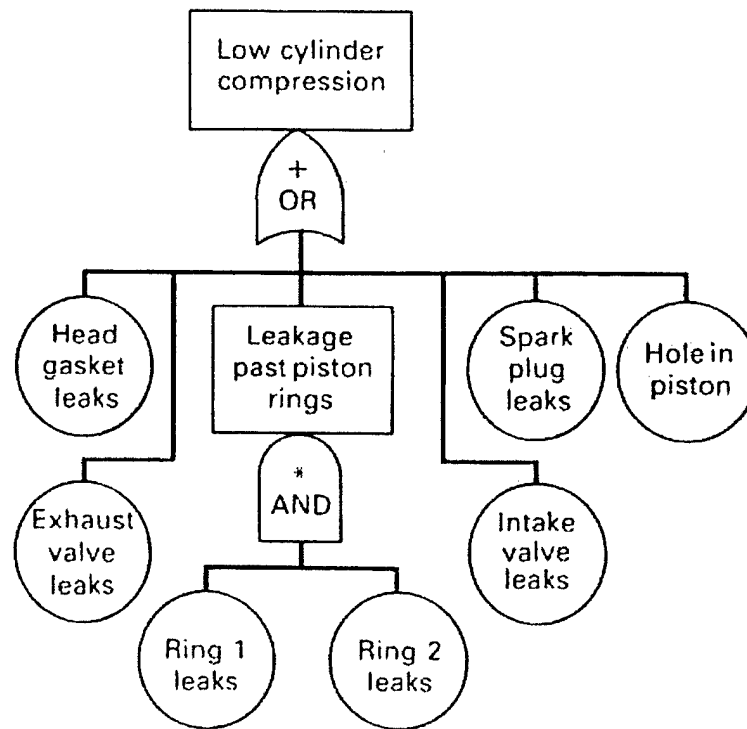 Low cylinder
compression
+
OR
Head
gasket
leaks
Leakage
past piston
rings
Spark
plug
leaks
Hole in
piston
*
AND
Exhaust
valve
leaks
Intake
valve
leaks
Ring 1
leaks
Ring 2
leaks